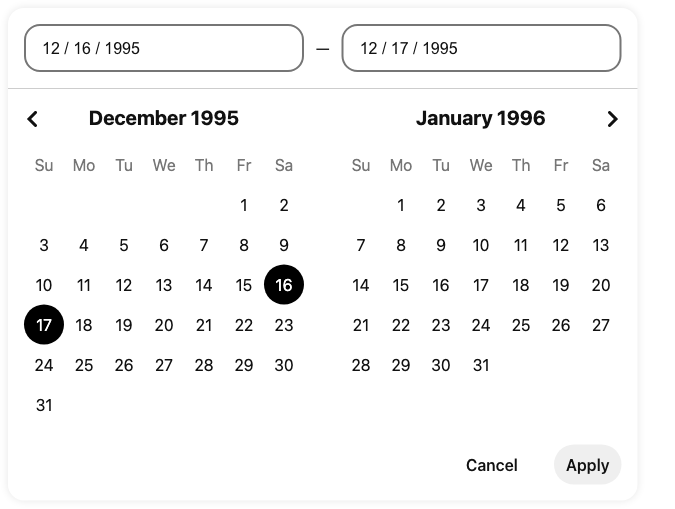 12 / 16 / 1995 – 12 / 17 / 1995
December 1995 January 1996
Su Mo Tu We Th Fr Sa Su Mo Tu We Th Fr Sa
1 2 1 2 3 4 5 6
3 4 5 6 7 8 9 7 8 9 10 11 12 13
10 11 12 13 14 15 16 14 15 16 17 18 19 20
17 18 19 20 21 22 23 21 22 23 24 25 26 27
24 25 26 27 28 29 30 28 29 30 31
31
Cancel Apply